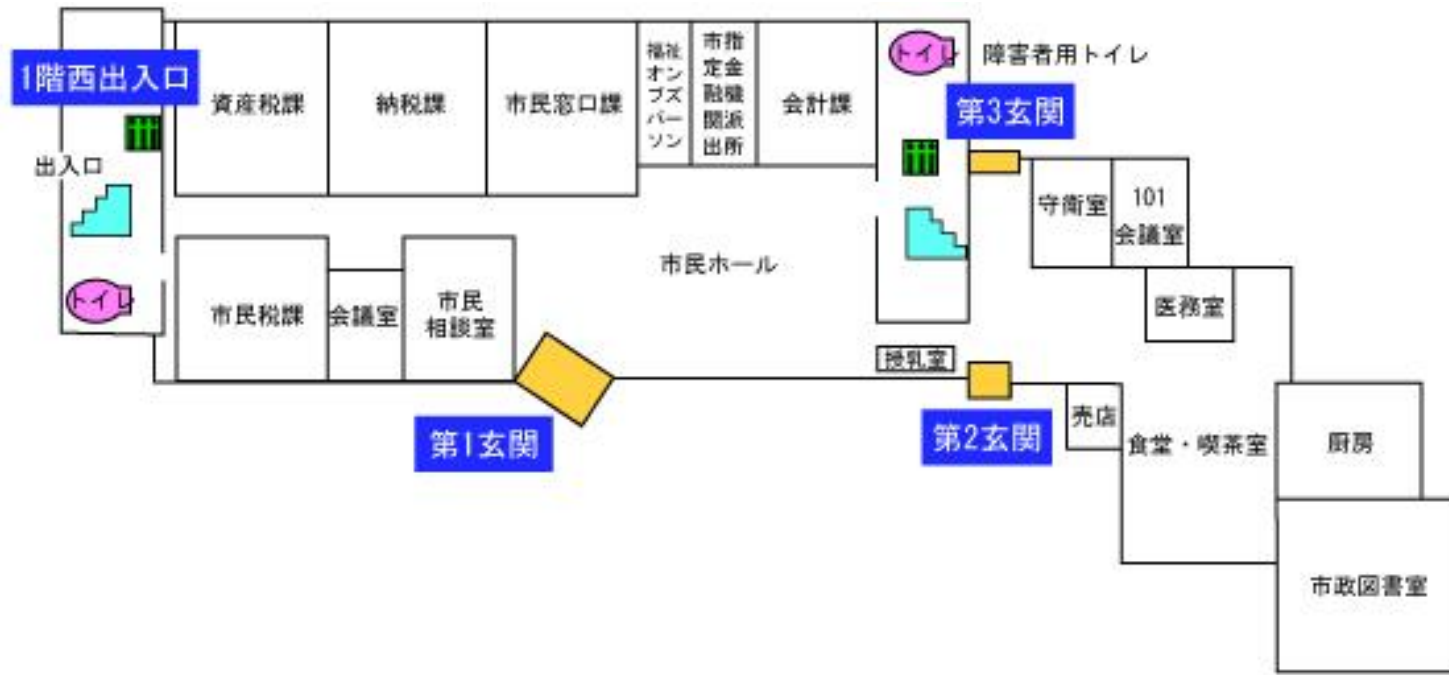 1階西出入口
資産税課
納税課
市民窓口課
福祉
オン
ブズ
パー
ソン
市指
定金
融機
関派
出所
会計課
トイレ
障害者用トイレ
第3玄関
出入口
守衛室
101
会議室
市民ホール
トイレ
市民税課
会議室
市民
相談室
医務室
授乳室
第1玄関
第2玄関
売店
食堂・喫茶室
厨房
市政図書室